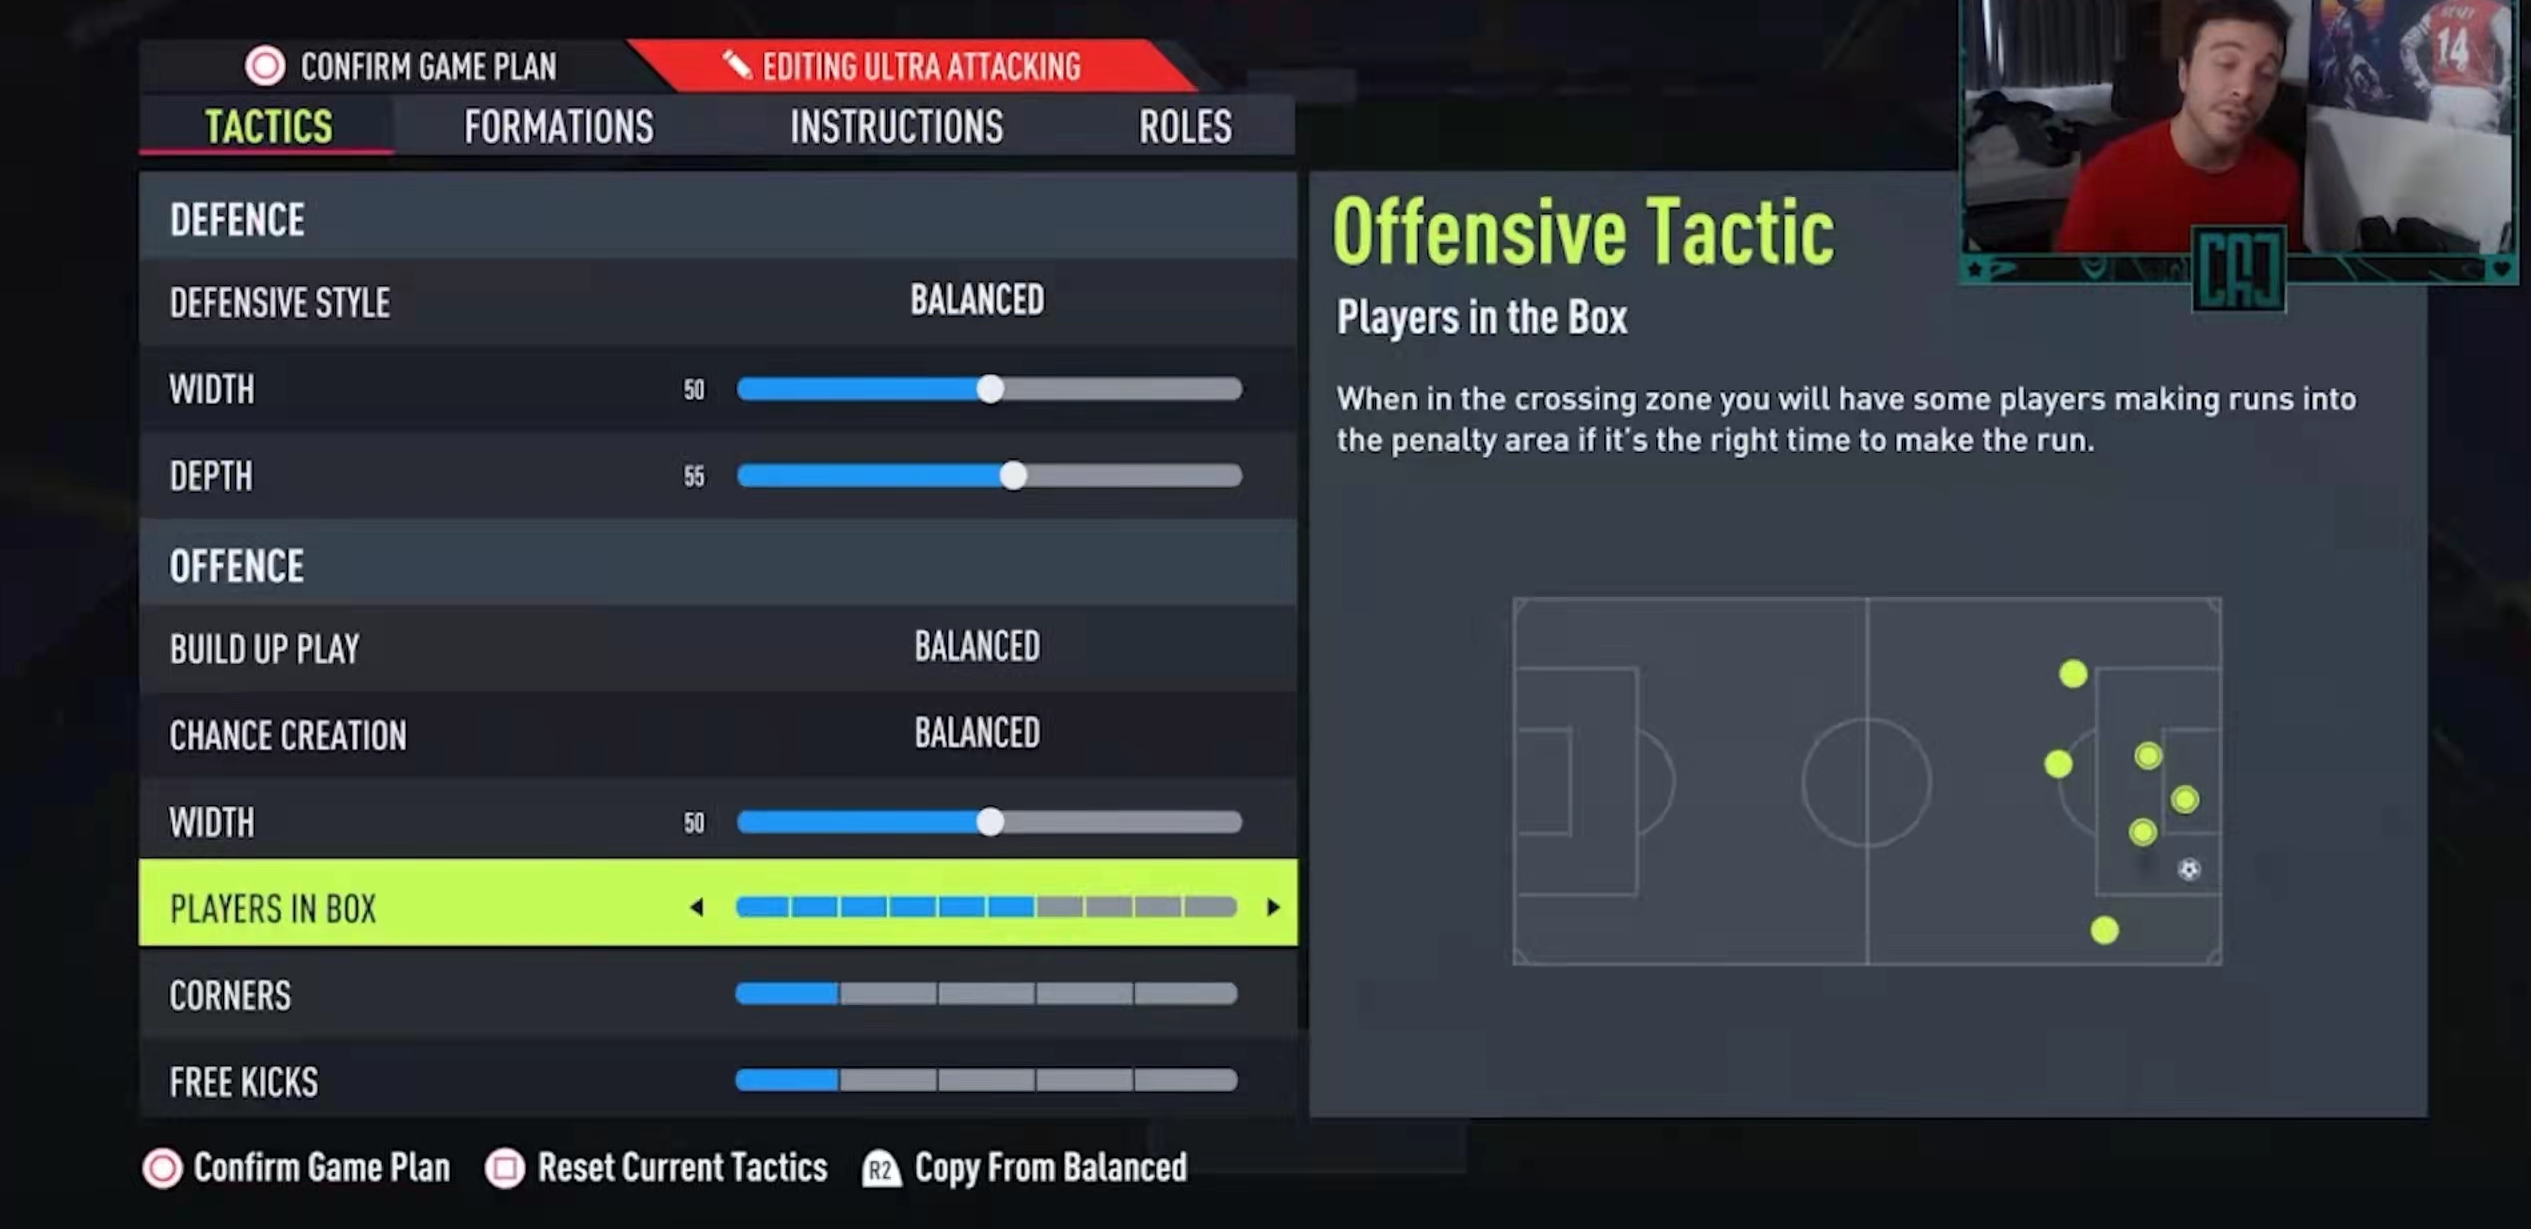 CONFIRM GAME PLAN
EDITING ULTRA ATTACKING
TACTICS FORMATIONS INSTRUCTIONS ROLES
DEFENCE
DEFENSIVE STYLE BALANCED
WIDTH 50
DEPTH 55
OFFENCE
BUILD UP PLAY BALANCED
CHANCE CREATION BALANCED
WIDTH 50
PLAYERS IN BOX
CORNERS
FREE KICKS
Offensive Tactic
Players in the Box
When in the crossing zone you will have some players making runs into
the penalty area if it's the right time to make the run.
14
CAJ
Confirm Game Plan Reset Current Tactics R2 Copy From Balanced